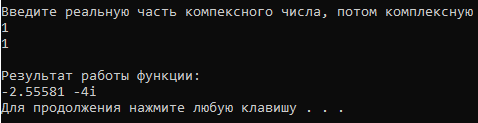 Введите реальную часть компексного числа, потом комплексную
1
1
Результат работы функции:
-2.55581 -4i
Для продолжения нажмите любую клавишу . . .